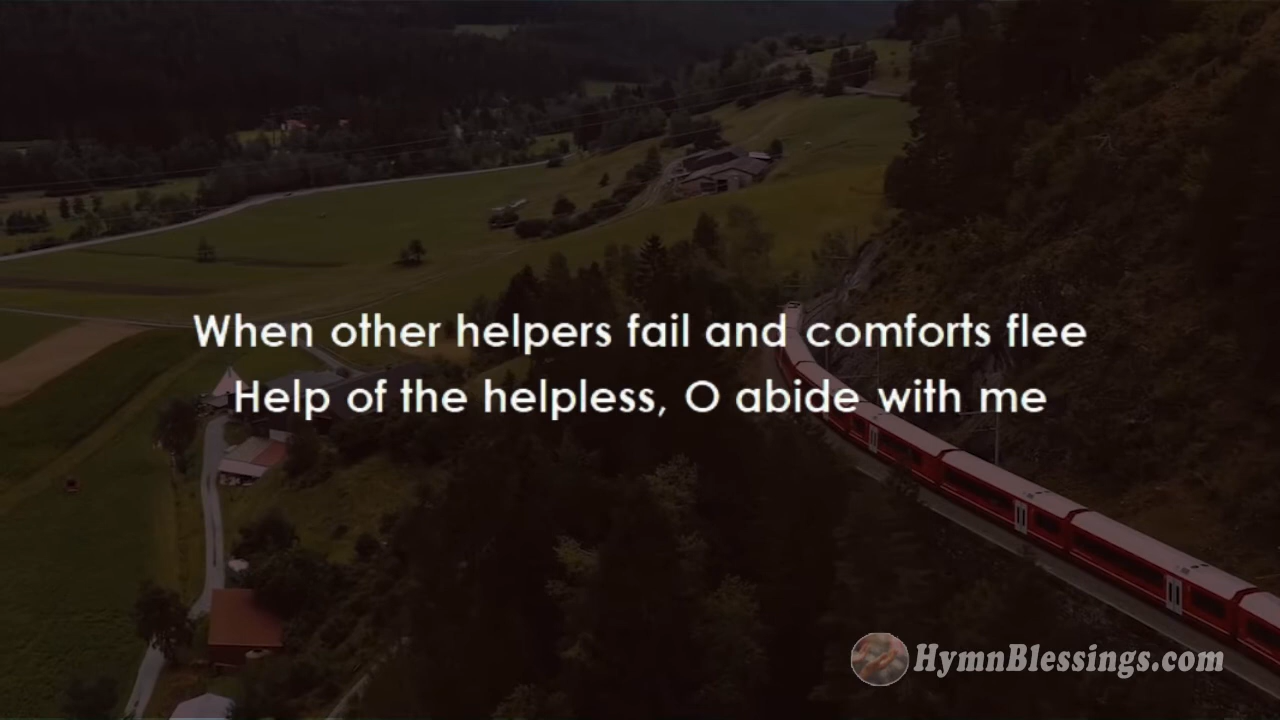 When other helpers fail and comforts flee
Help of the helpless, O abide with me
HymnBlessings.com